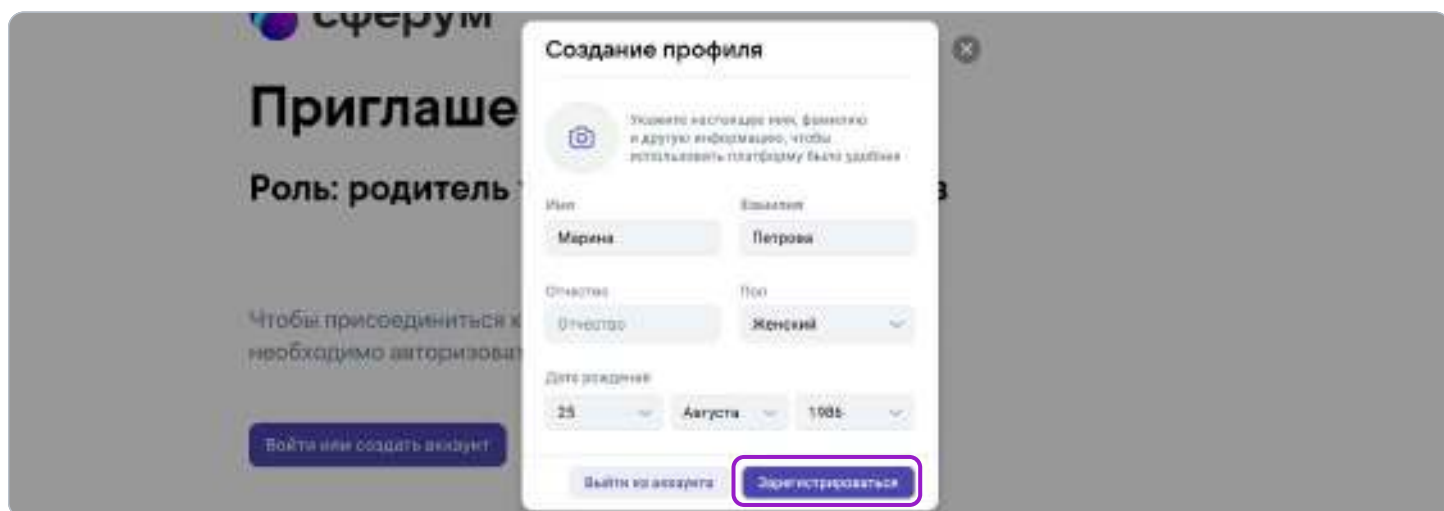 сферум
Создание профиля
Приглаше
Укажите настоящее имя, фамилию
и другую информацию, чтобы
использовать платформу было удобнее
Роль: родитель
Имя
Фамилия
Марина
Петрова
Отчество
Пол
Отчество
Женский
Чтобы присоединиться к
необходимо авторизоват
Дата рождения
25
Августа
1986
Войти или создать аккаунт
Выйти из аккаунта
Зарегистрироваться